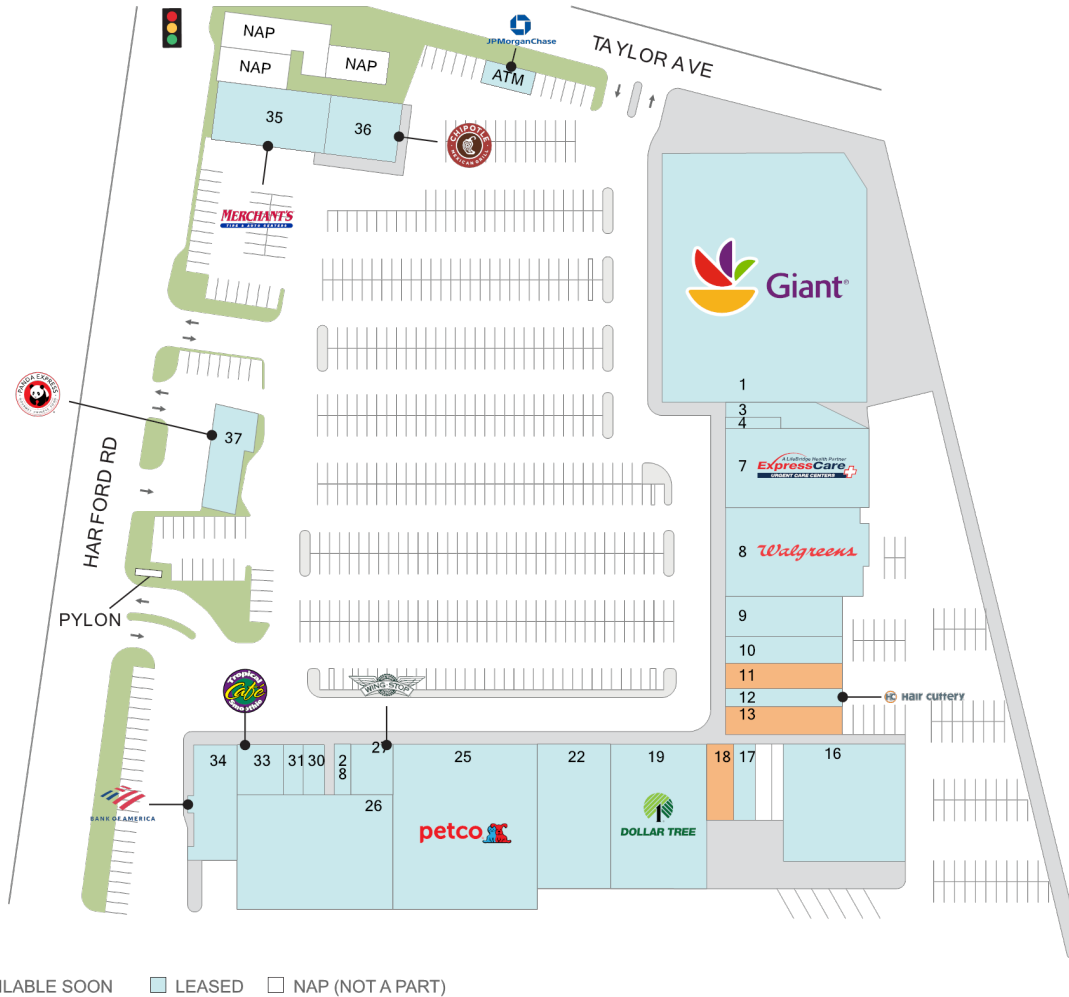 JPMorganChase
TAYLOR AVE
NAP
NAP
NAP
ATM
35
36
CHIPOTLE
MEXICAN GRILL
MERCHANT'S
TIRE & AUTO CENTERS
Giant
1
3
4
PANDA EXPRESS
37
7
A LifeBridge Health Partner
ExpressCare
URGENT CARE CENTERS
HARFORD RD
8
Walgreens
PYLON
9
10
11
12
HC HAIR CUTTERY
13
Tropical
Café
Smoothie
WING-STOP
34
33
31
30
2
8
27
25
22
19
18
17
16
26
BANK OF AMERICA
petco
DOLLAR TREE
ILABLE SOON
LEASED
NAP (NOT A PART)